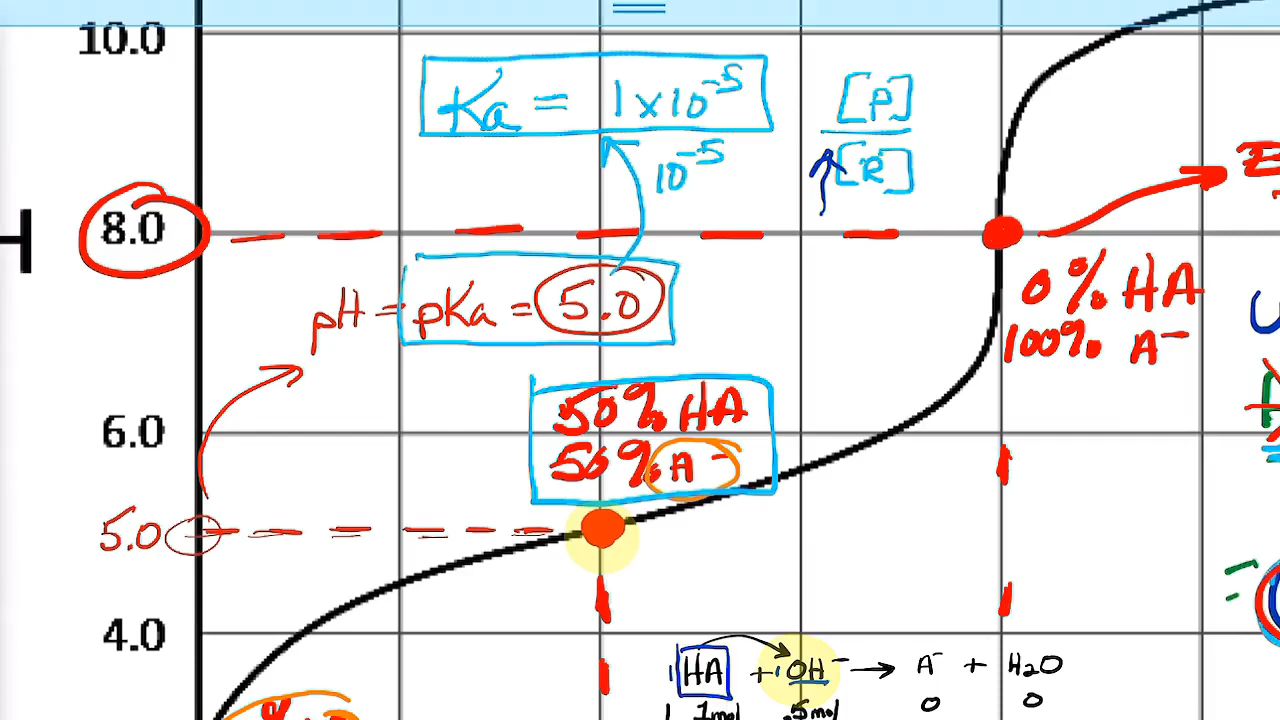 10.0
Ka = 1x10⁻⁵
[P]
[R]
10⁻⁵
8.0
H
pH = pKa = 5.0
0% HA
100% A⁻
50% HA
50% A⁻
6.0
5.0
4.0
HA + OH⁻ → A⁻ + H₂O
.5mol 0 0